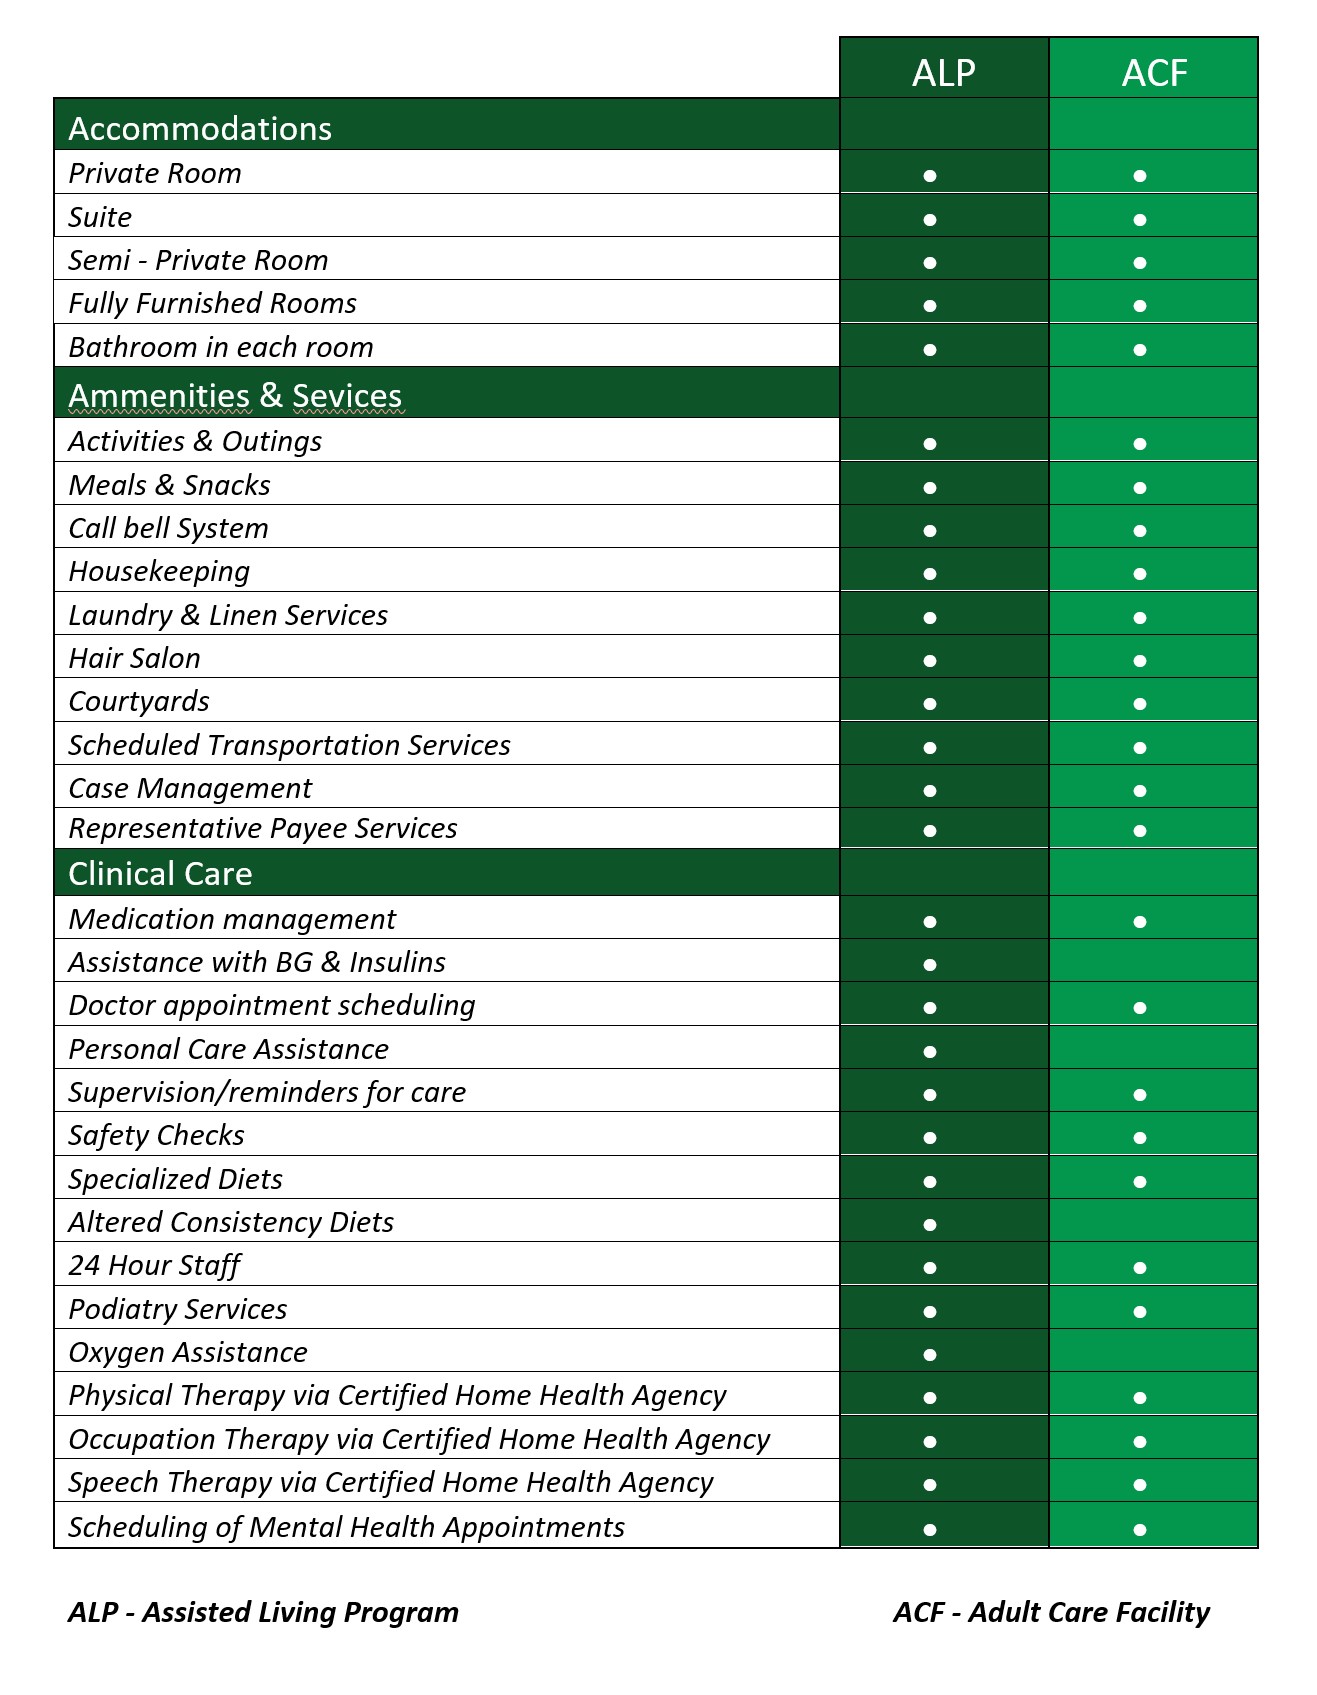 ALP ACF
Accommodations
Private Room • •
Suite • •
Semi - Private Room • •
Fully Furnished Rooms • •
Bathroom in each room • •
Ammenities & Sevices
Activities & Outings • •
Meals & Snacks • •
Call bell System • •
Housekeeping • •
Laundry & Linen Services • •
Hair Salon • •
Courtyards • •
Scheduled Transportation Services • •
Case Management • •
Representative Payee Services • •
Clinical Care
Medication management • •
Assistance with BG & Insulins •
Doctor appointment scheduling • •
Personal Care Assistance •
Supervision/reminders for care • •
Safety Checks • •
Specialized Diets • •
Altered Consistency Diets •
24 Hour Staff • •
Podiatry Services • •
Oxygen Assistance •
Physical Therapy via Certified Home Health Agency • •
Occupation Therapy via Certified Home Health Agency • •
Speech Therapy via Certified Home Health Agency • •
Scheduling of Mental Health Appointments • •
ALP - Assisted Living Program ACF - Adult Care Facility